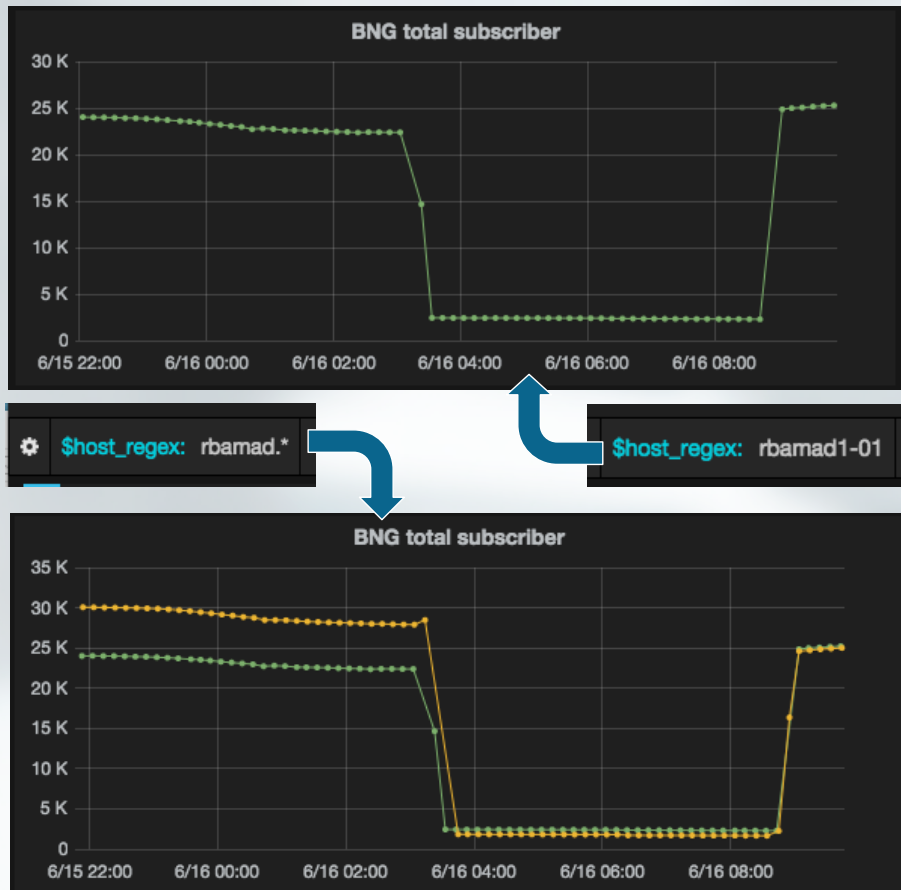 BNG total subscriber
30 K
25 K
20 K
15 K
10 K
5 K
0
6/15 22:00 6/16 00:00 6/16 02:00 6/16 04:00 6/16 06:00 6/16 08:00
$host_regex: rbamad.*
$host_regex: rbamad1-01
BNG total subscriber
35 K
30 K
25 K
20 K
15 K
10 K
5 K
0
6/15 22:00 6/16 00:00 6/16 02:00 6/16 04:00 6/16 06:00 6/16 08:00